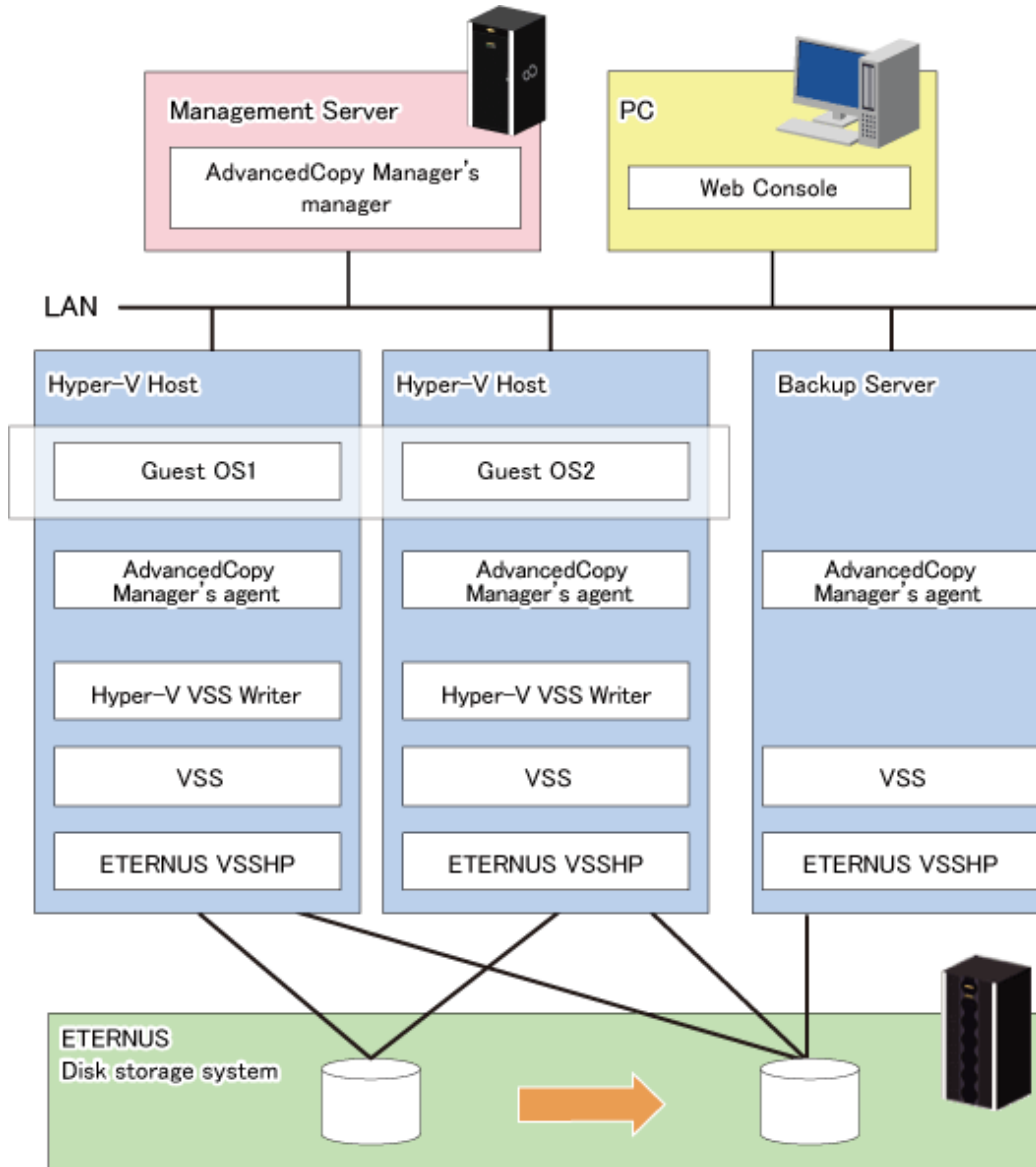 Management Server
AdvancedCopy Manager's
manager
PC
Web Console
LAN
Hyper-V Host
Guest OS1
AdvancedCopy
Manager's agent
Hyper-V VSS Writer
VSS
ETERNUS VSSHP
Hyper-V Host
Guest OS2
AdvancedCopy
Manager's agent
Hyper-V VSS Writer
VSS
ETERNUS VSSHP
Backup Server
AdvancedCopy
Manager's agent
VSS
ETERNUS VSSHP
ETERNUS
Disk storage system